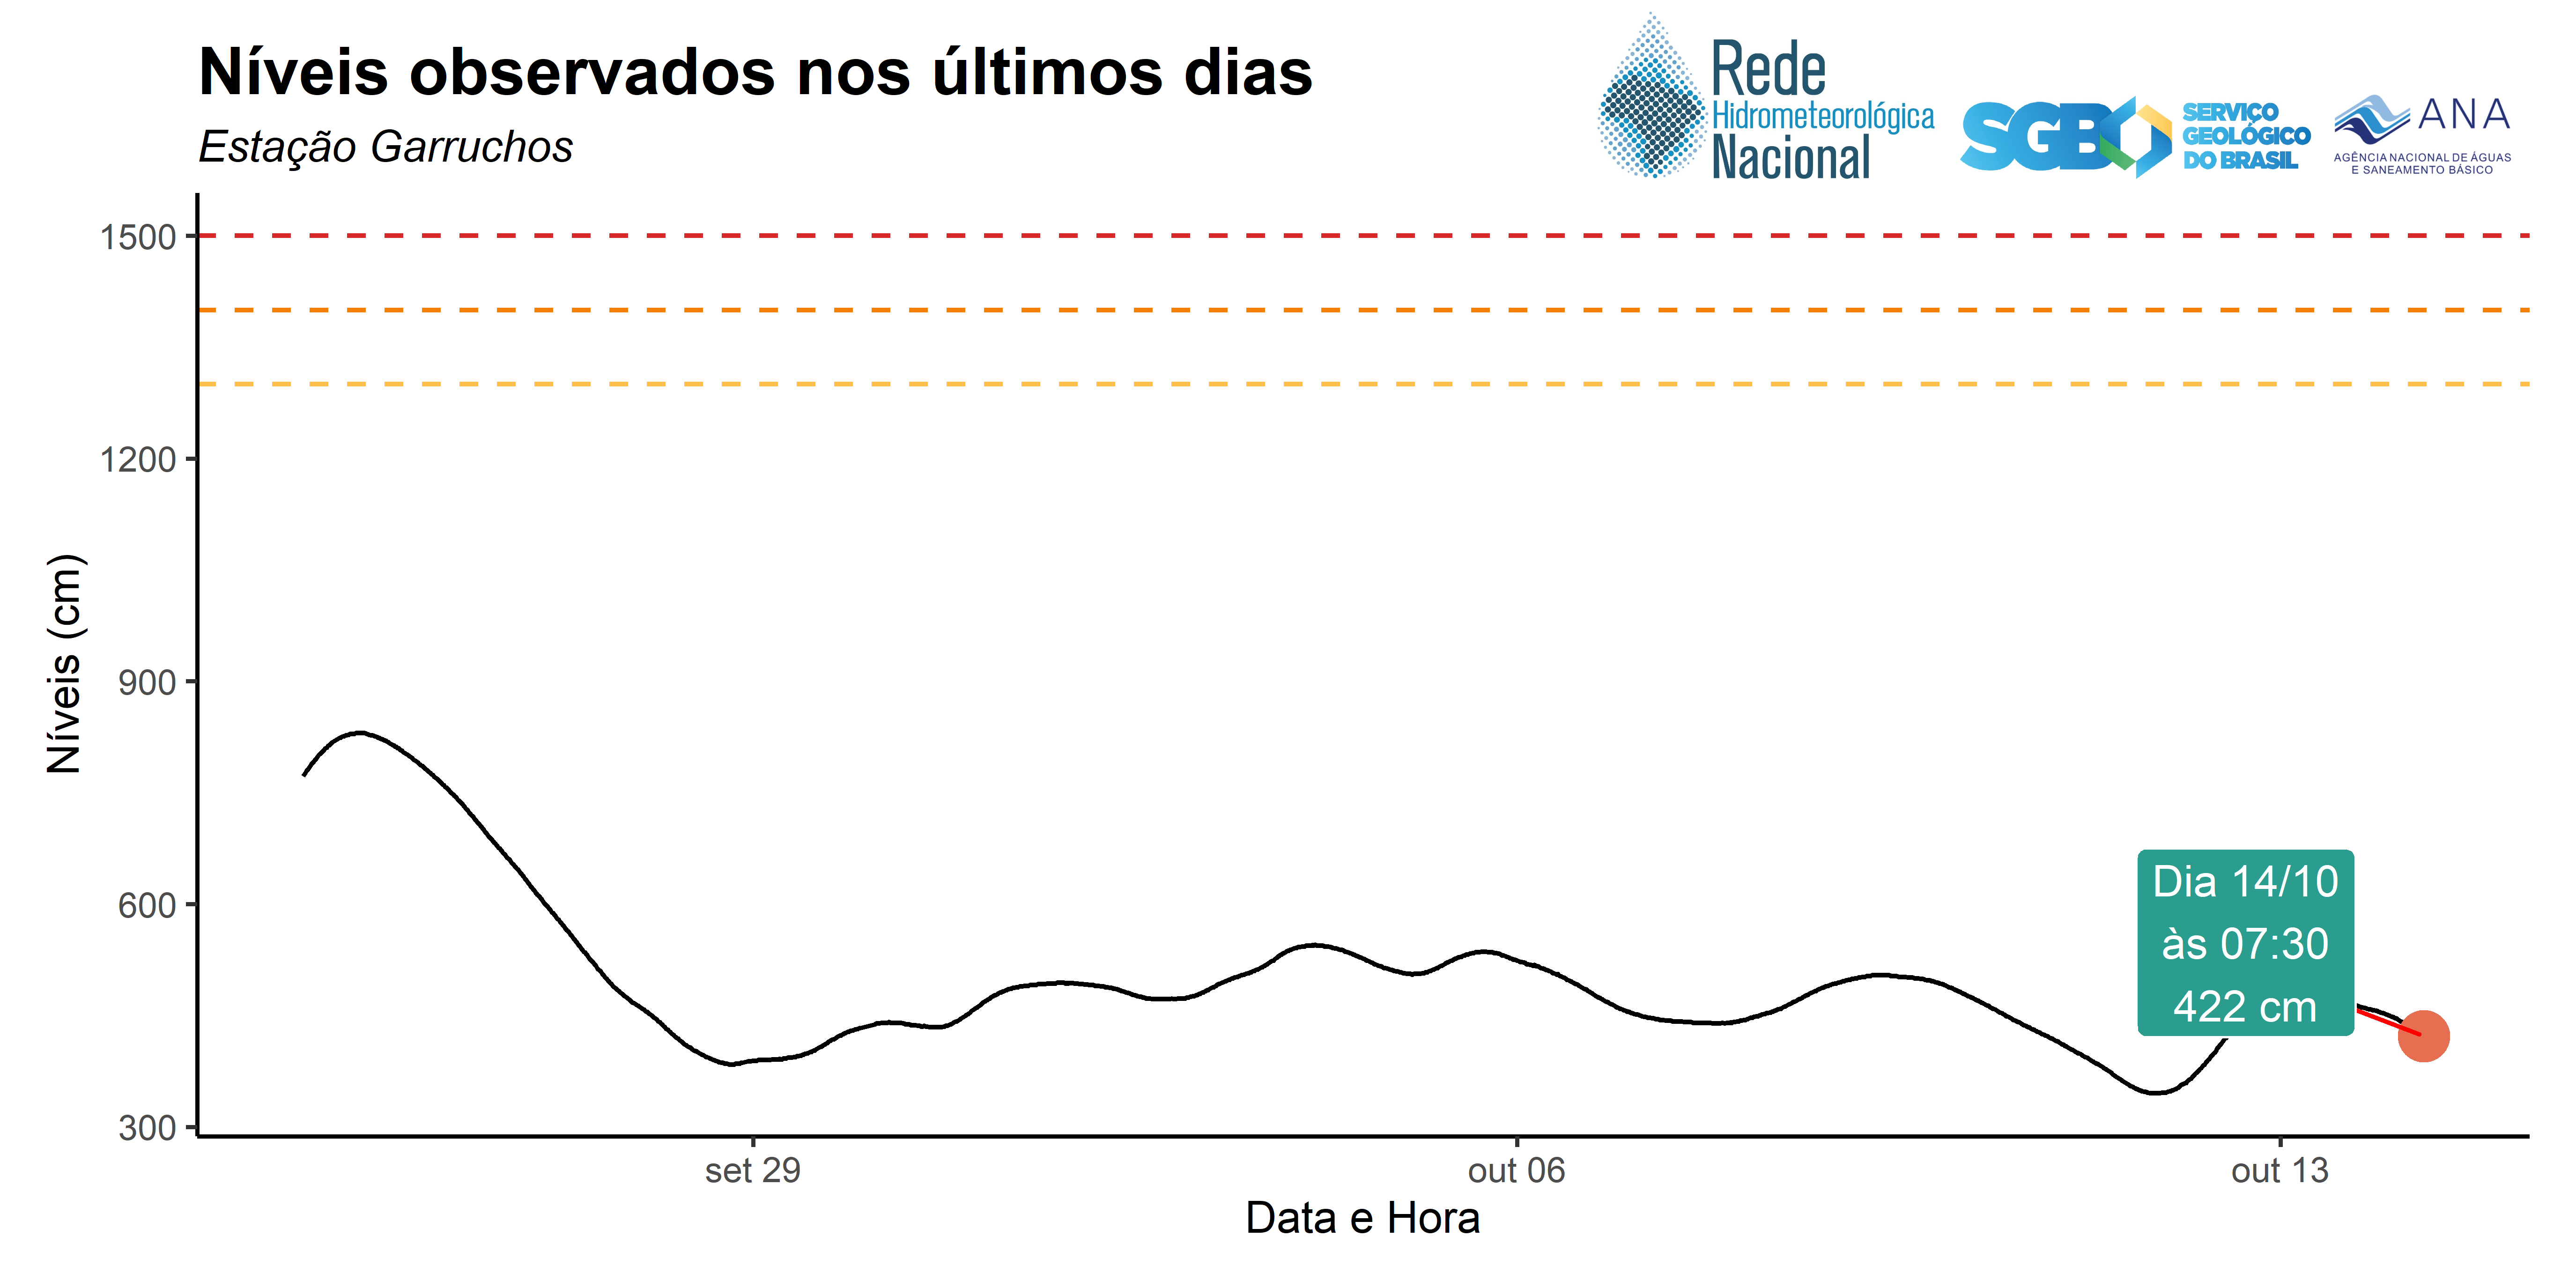 Níveis observados nos últimos dias
Estação Garruchos
Rede
Hidrometeorológica
Nacional
SGB
SERVIÇO
GEOLÓGICO
DO BRASIL
ANA
AGÊNCIA NACIONAL DE ÁGUAS
E SANEAMENTO BÁSICO
Níveis (cm)
1500
1200
900
600
300
Dia 14/10
às 07:30
422 cm
set 29
out 06
out 13
Data e Hora